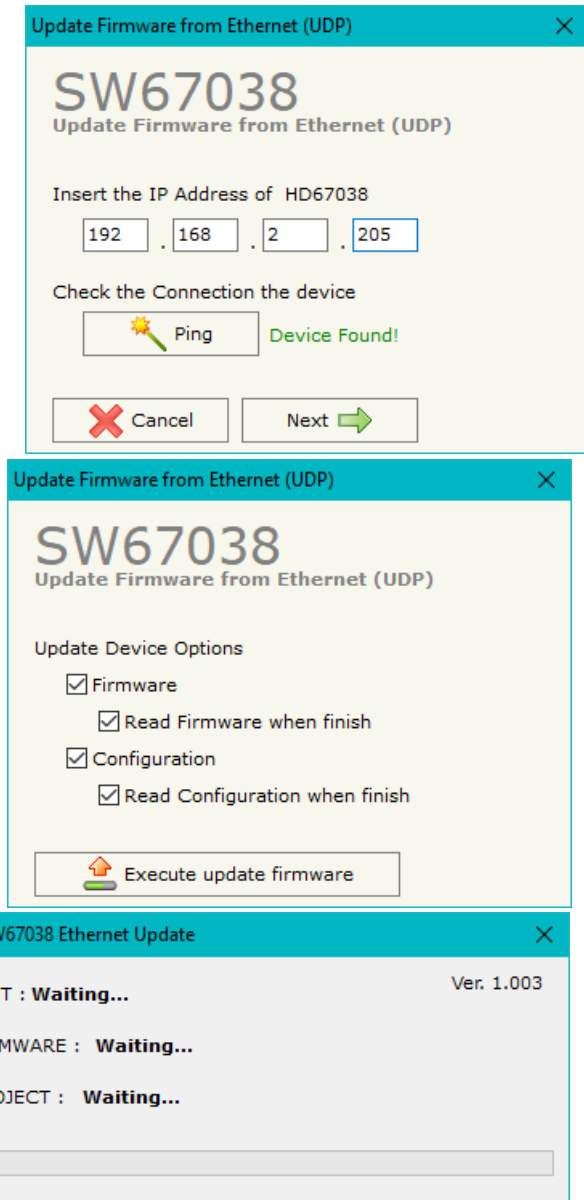 Update Firmware from Ethernet (UDP)
SW67038
Update Firmware from Ethernet (UDP)
Insert the IP Address of HD67038
192 . 168 . 2 . 205
Check the Connection the device
Ping Device Found!
Cancel Next
Update Firmware from Ethernet (UDP)
SW67038
Update Firmware from Ethernet (UDP)
Update Device Options
Firmware
Read Firmware when finish
Configuration
Read Configuration when finish
Execute update firmware
W67038 Ethernet Update
Ver. 1.003
T : Waiting...
MWARE : Waiting...
OJECT : Waiting...